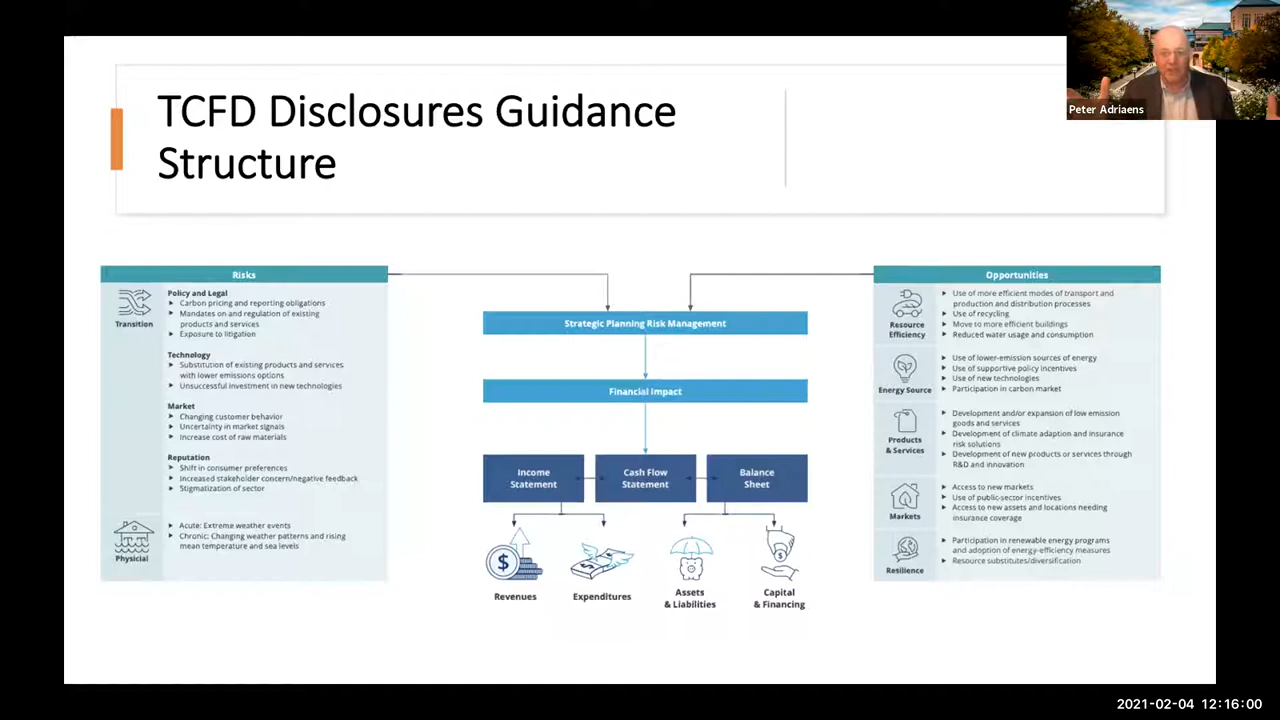 TCFD Disclosures Guidance
Structure
Peter Adriaens
Risks
Transition
Policy and Legal
► Carbon pricing and reporting obligations
► Mandates on and regulation of existing
products and services
► Exposure to litigation
Technology
► Substitution of existing products and services
with lower emissions options
► Unsuccessful investment in new technologies
Market
► Changing customer behavior
► Uncertainty in market signals
► Increase cost of raw materials
Reputation
► Shift in consumer preferences
► Increased stakeholder concern/negative feedback
► Stigmatization of sector
Physicial
► Acute: Extreme weather events
► Chronic: Changing weather patterns and rising
mean temperature and sea levels
Strategic Planning Risk Management
Financial Impact
Income
Statement
Cash Flow
Statement
Balance
Sheet
Revenues
Expenditures
Assets
& Liabilities
Capital
& Financing
Opportunities
Resource
Efficiency
► Use of more efficient modes of transport and
production and distribution processes
► Use of recycling
► Move to more efficient buildings
► Reduced water usage and consumption
Energy Source
► Use of lower-emission sources of energy
► Use of supportive policy incentives
► Use of new technologies
► Participation in carbon market
Products
& Services
► Development and/or expansion of low emission
goods and services
► Development of climate adaption and insurance
risk solutions
► Development of new products or services through
R&D and innovation
Markets
► Access to new markets
► Use of public-sector incentives
► Access to new assets and locations needing
insurance coverage
Resilience
► Participation in renewable energy programs
and adoption of energy-efficiency measures
► Resource substitutes/diversification
2021-02-04 12:16:00